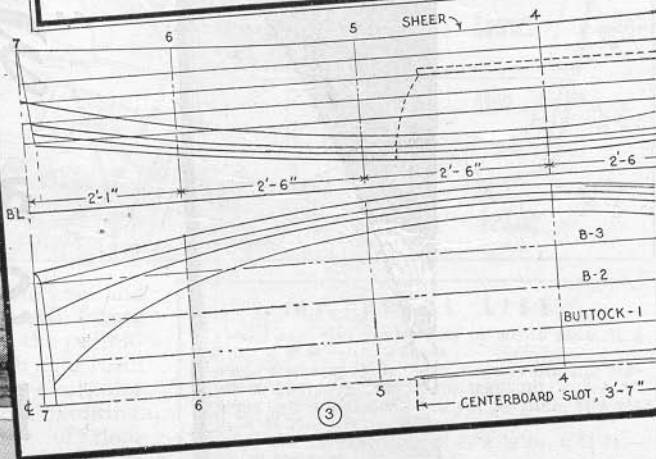 SHEER
7 6 5 4
2'-1" 2'-6" 2'-6" 2'-6
BL
B-3
B-2
BUTTOCK-1
℄ 7 6 5 4
3
CENTERBOARD SLOT, 3'-7"